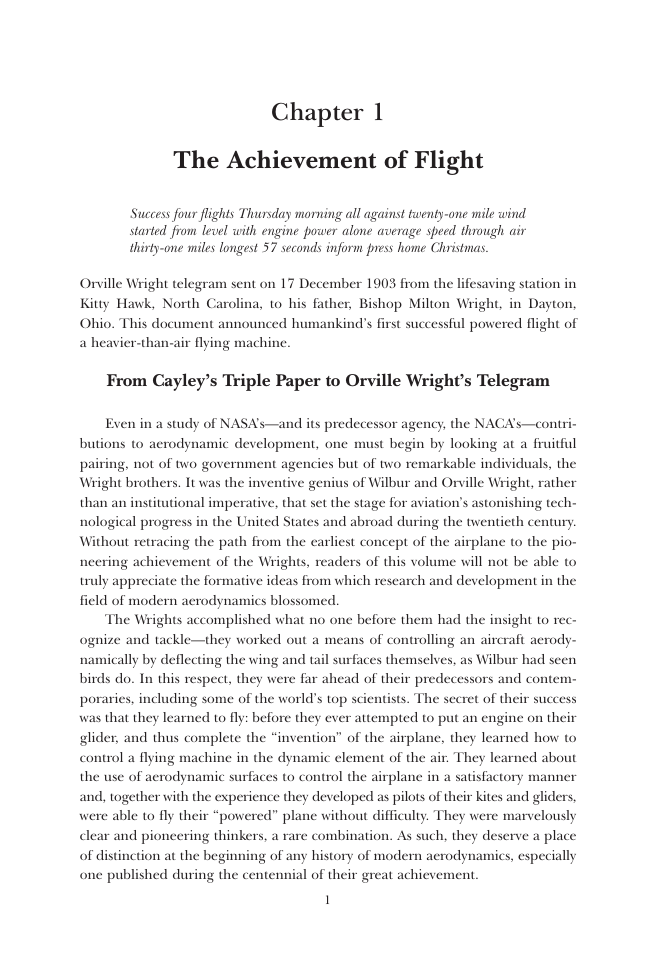 Chapter 1
The Achievement of Flight
Success four flights Thursday morning all against twenty-one mile wind
started from level with engine power alone average speed through air
thirty-one miles longest 57 seconds inform press home Christmas.
Orville Wright telegram sent on 17 December 1903 from the lifesaving station in
Kitty Hawk, North Carolina, to his father, Bishop Milton Wright, in Dayton,
Ohio. This document announced humankind’s first successful powered flight of
a heavier-than-air flying machine.
From Cayley’s Triple Paper to Orville Wright’s Telegram
Even in a study of NASA’s—and its predecessor agency, the NACA’s—contri-
butions to aerodynamic development, one must begin by looking at a fruitful
pairing, not of two government agencies but of two remarkable individuals, the
Wright brothers. It was the inventive genius of Wilbur and Orville Wright, rather
than an institutional imperative, that set the stage for aviation’s astonishing tech-
nological progress in the United States and abroad during the twentieth century.
Without retracing the path from the earliest concept of the airplane to the pio-
neering achievement of the Wrights, readers of this volume will not be able to
truly appreciate the formative ideas from which research and development in the
field of modern aerodynamics blossomed.
The Wrights accomplished what no one before them had the insight to rec-
ognize and tackle—they worked out a means of controlling an aircraft aerody-
namically by deflecting the wing and tail surfaces themselves, as Wilbur had seen
birds do. In this respect, they were far ahead of their predecessors and contem-
poraries, including some of the world’s top scientists. The secret of their success
was that they learned to fly: before they ever attempted to put an engine on their
glider, and thus complete the “invention” of the airplane, they learned how to
control a flying machine in the dynamic element of the air. They learned about
the use of aerodynamic surfaces to control the airplane in a satisfactory manner
and, together with the experience they developed as pilots of their kites and gliders,
were able to fly their “powered” plane without difficulty. They were marvelously
clear and pioneering thinkers, a rare combination. As such, they deserve a place
of distinction at the beginning of any history of modern aerodynamics, especially
one published during the centennial of their great achievement.
1